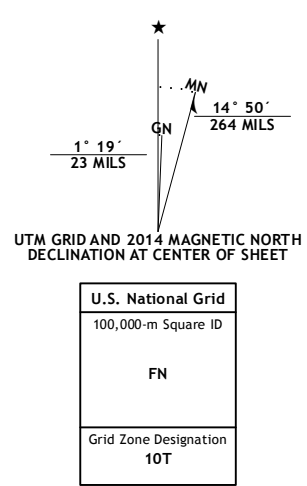 ★
MN
GN
14° 50´
264 MILS
1° 19´
23 MILS
UTM GRID AND 2014 MAGNETIC NORTH
DECLINATION AT CENTER OF SHEET
U.S. National Grid
100,000-m Square ID
FN
Grid Zone Designation
10T